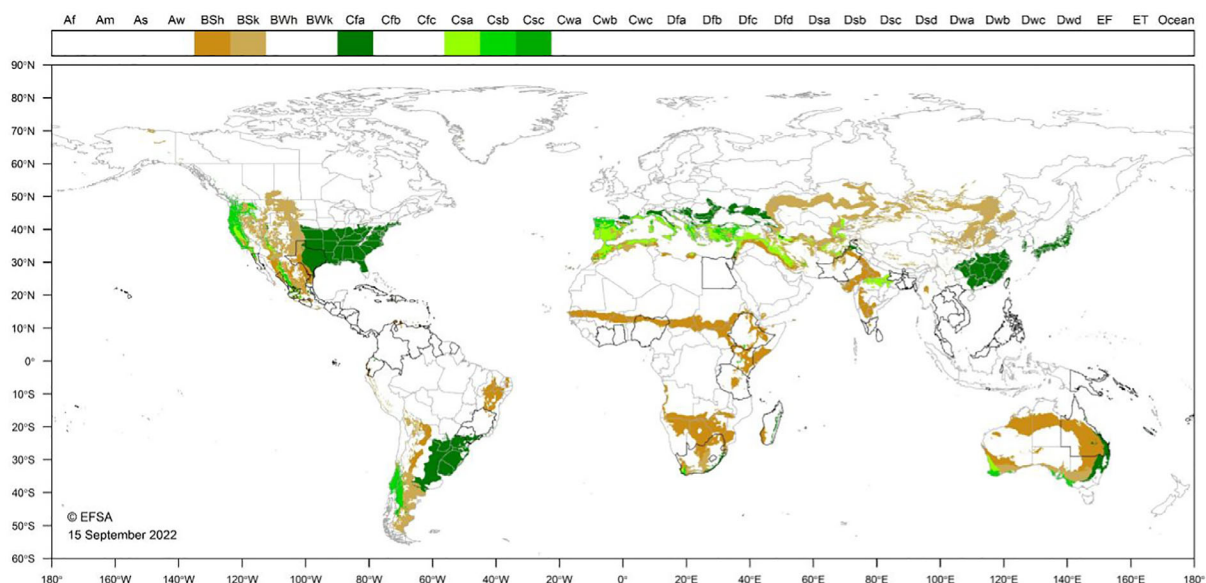 Af Am As Aw BSh BSk BWh BWk Cfa Cfb Cfc Csa Csb Csc Cwa Cwb Cwc Dfa Dfb Dfc Dfd Dsa Dsb Dsc Dsd Dwa Dwb Dwc Dwd EF ET Ocean
90°N
80°N
70°N
60°N
50°N
40°N
30°N
20°N
10°N
0°
10°S
20°S
30°S
40°S
50°S
60°S
© EFSA
15 September 2022
180° 160°W 140°W 120°W 100°W 80°W 60°W 40°W 20°W 0° 20°E 40°E 60°E 80°E 100°E 120°E 140°E 160°E 180°